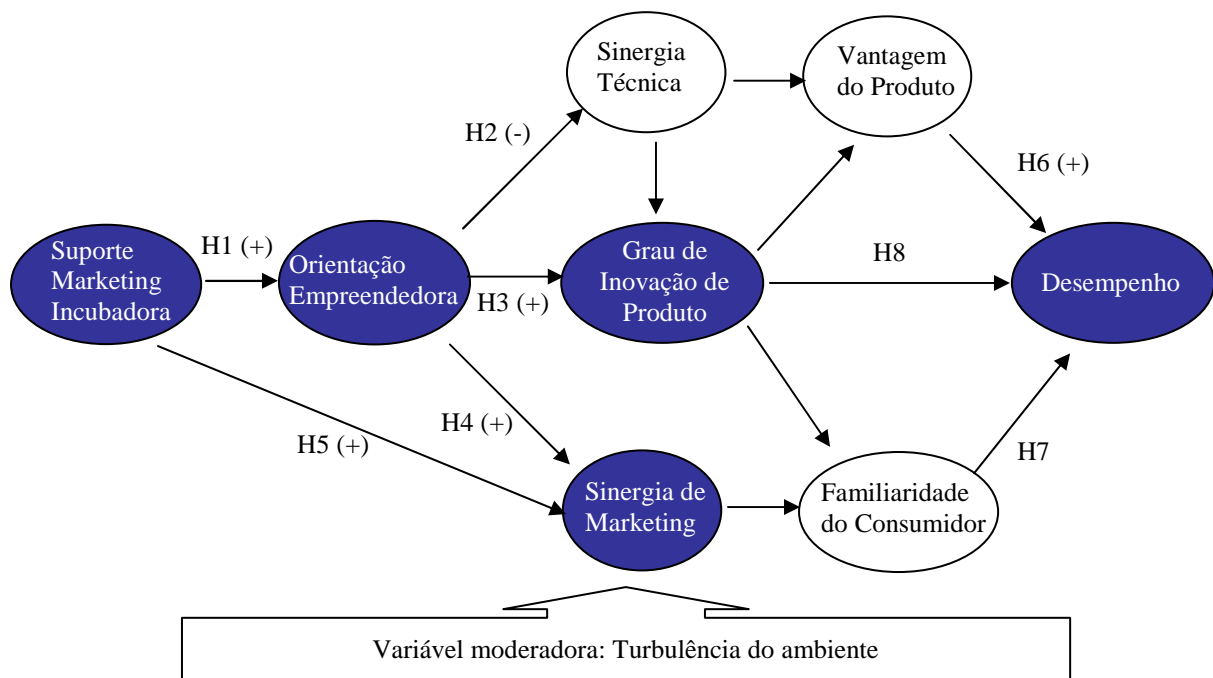 Sinergia
Técnica
Vantagem
do Produto
H2 (-)
H6 (+)
Suporte
Marketing
Incubadora
H1 (+)
Orientação
Empreendedora
H3 (+)
Grau de
Inovação de
Produto
H8
Desempenho
H5 (+)
H4 (+)
H7
Sinergia de
Marketing
Familiaridade
do Consumidor
Variável moderadora: Turbulência do ambiente